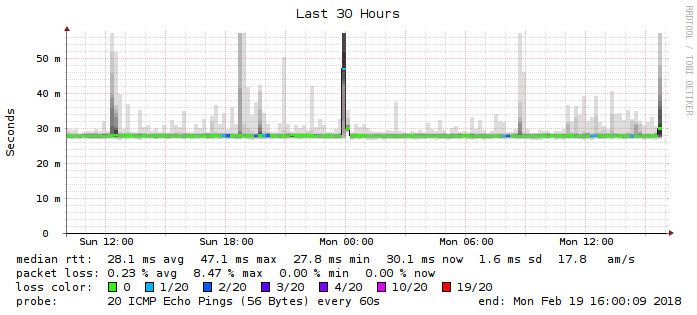 Last 30 Hours
RRDTOOL / TOBI OETIKER
Seconds
50 m
40 m
30 m
20 m
10 m
0
Sun 12:00 Sun 18:00 Mon 00:00 Mon 06:00 Mon 12:00
median rtt: 28.1 ms avg 47.1 ms max 27.8 ms min 30.1 ms now 1.6 ms sd 17.8 am/s
packet loss: 0.23 % avg 8.47 % max 0.00 % min 0.00 % now
loss color: 0 1/20 2/20 3/20 4/20 10/20 19/20
probe: 20 ICMP Echo Pings (56 Bytes) every 60s end: Mon Feb 19 16:00:09 2018